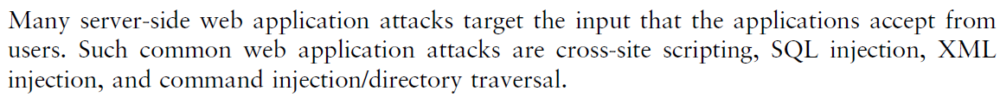 Many server-side web application attacks target the input that the applications accept from
users. Such common web application attacks are cross-site scripting, SQL injection, XML
injection, and command injection/directory traversal.